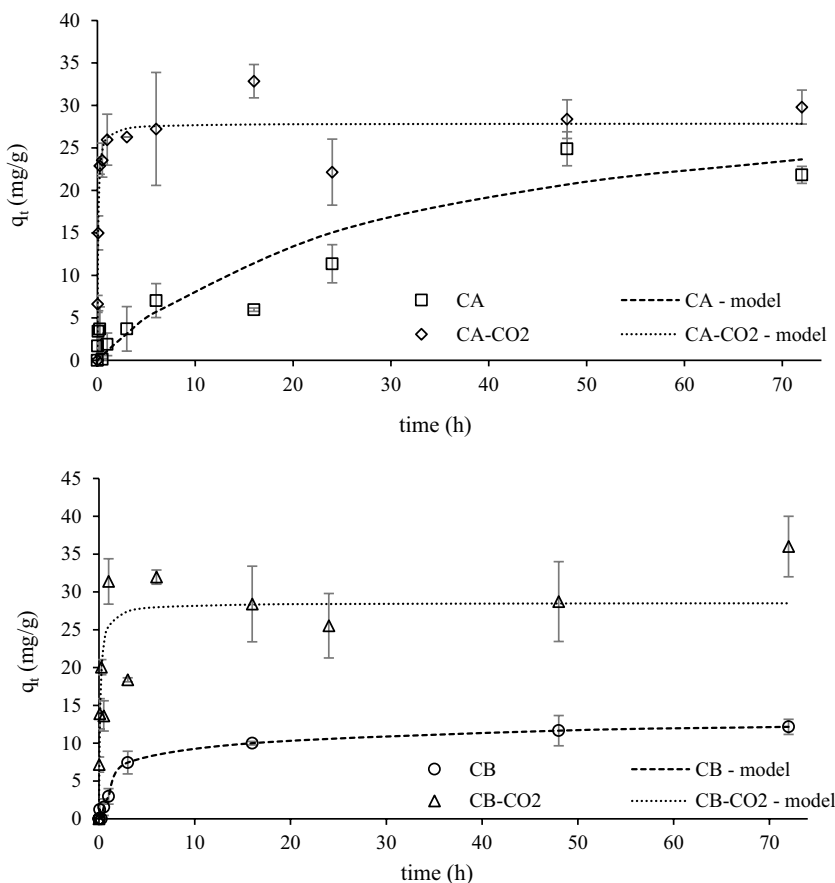 40
35
30
25
20
15
10
5
0
q_t (mg/g)
CA
CA - model
CA-CO2
CA-CO2 - model
0 10 20 30 40 50 60 70
time (h)
45
40
35
30
25
20
15
10
5
0
q_t (mg/g)
CB
CB - model
CB-CO2
CB-CO2 - model
0 10 20 30 40 50 60 70
time (h)